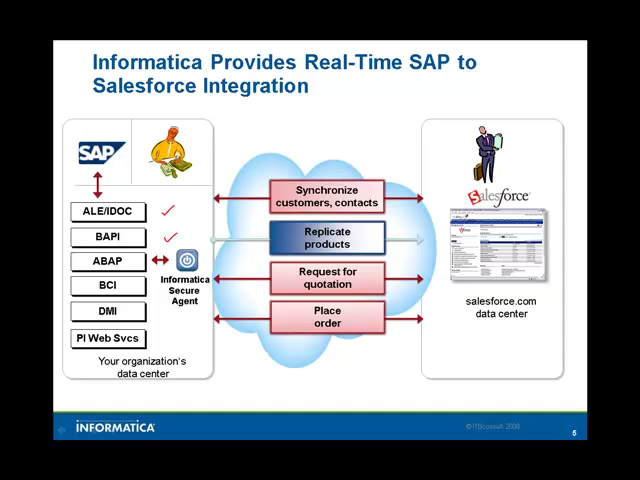 Informatica Provides Real-Time SAP to
Salesforce Integration
SAP
ALE/IDOC
BAPI
ABAP
BCI
DMI
PI Web Svcs
Informatica
Secure
Agent
Your organization's
data center
Synchronize
customers, contacts
Replicate
products
Request for
quotation
Place
order
salesforce
salesforce.com
data center
INFORMATICA
© ITBconsult 2008
5